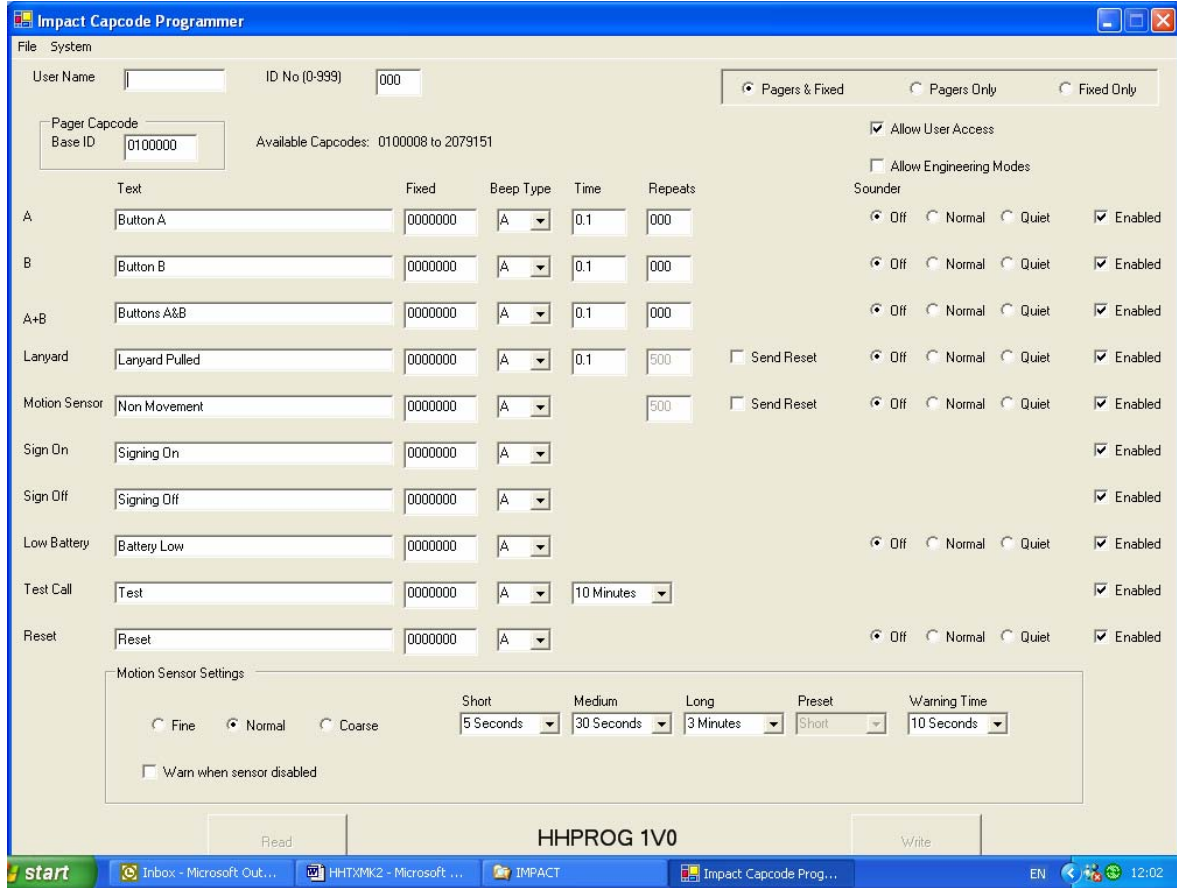 Impact Capcode Programmer
File System
User Name ID No (0-999) 000
Pagers & Fixed Pagers Only Fixed Only
Pager Capcode
Base ID 0100000 Available Capcodes: 0100008 to 2079151
Allow User Access
Allow Engineering Modes
Text Fixed Beep Type Time Repeats Sounder
A Button A 0000000 A 0.1 000 Off Normal Quiet Enabled
B Button B 0000000 A 0.1 000 Off Normal Quiet Enabled
A+B Buttons A&B 0000000 A 0.1 000 Off Normal Quiet Enabled
Lanyard Lanyard Pulled 0000000 A 0.1 500 Send Reset Off Normal Quiet Enabled
Motion Sensor Non Movement 0000000 A 500 Send Reset Off Normal Quiet Enabled
Sign On Signing On 0000000 A Enabled
Sign Off Signing Off 0000000 A Enabled
Low Battery Battery Low 0000000 A Off Normal Quiet Enabled
Test Call Test 0000000 A 10 Minutes Enabled
Reset Reset 0000000 A Off Normal Quiet Enabled
Motion Sensor Settings
Short Medium Long Preset Warning Time
Fine Normal Coarse 5 Seconds 30 Seconds 3 Minutes Short 10 Seconds
Warn when sensor disabled
Read HHPROG 1V0 Write
start Inbox - Microsoft Out... HHTXMK2 - Microsoft ... IMPACT Impact Capcode Prog... EN 12:02